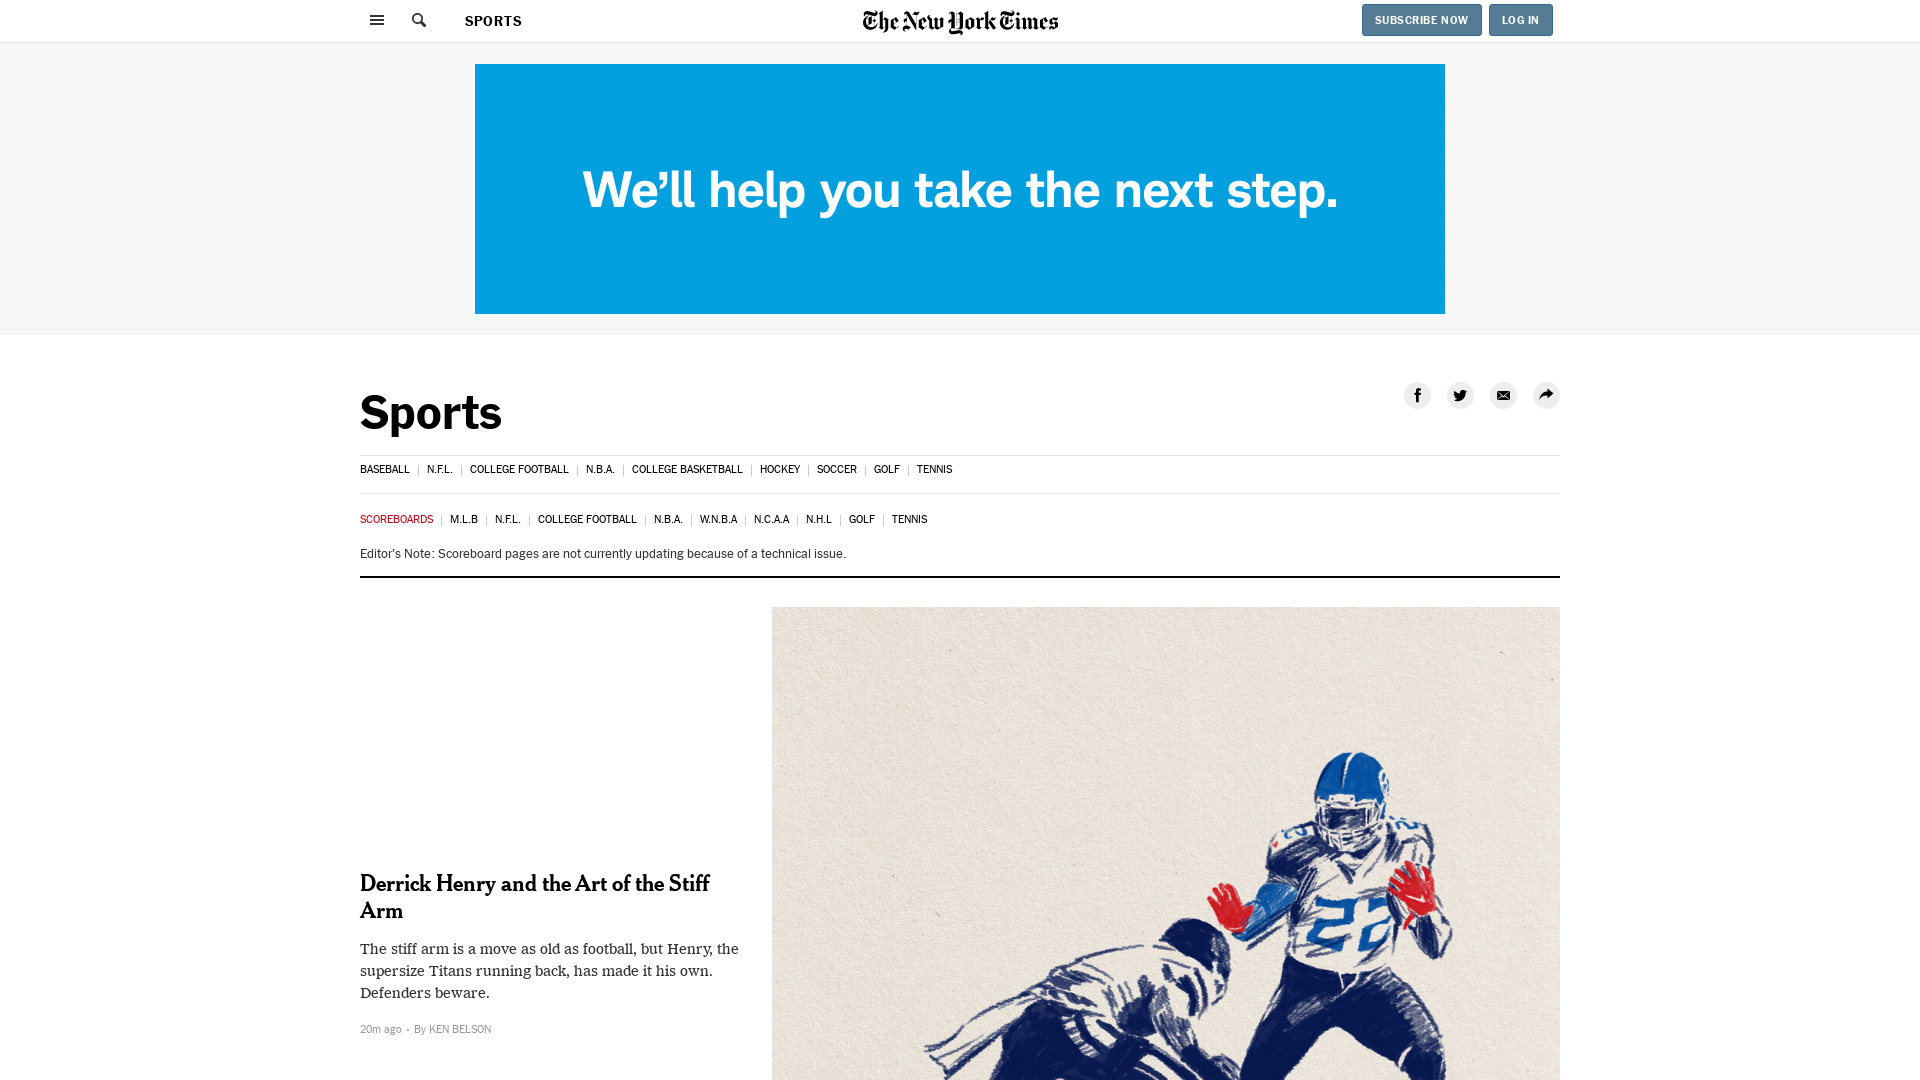 SPORTS
The New York Times
SUBSCRIBE NOW
LOG IN
We'll help you take the next step.
Sports
BASEBALL | N.F.L. | COLLEGE FOOTBALL | N.B.A. | COLLEGE BASKETBALL | HOCKEY | SOCCER | GOLF | TENNIS
SCOREBOARDS | M.L.B | N.F.L. | COLLEGE FOOTBALL | N.B.A. | W.N.B.A | N.C.A.A | N.H.L | GOLF | TENNIS
Editor's Note: Scoreboard pages are not currently updating because of a technical issue.
Derrick Henry and the Art of the Stiff
Arm
The stiff arm is a move as old as football, but Henry, the
supersize Titans running back, has made it his own.
Defenders beware.
20m ago • By KEN BELSON
22
22